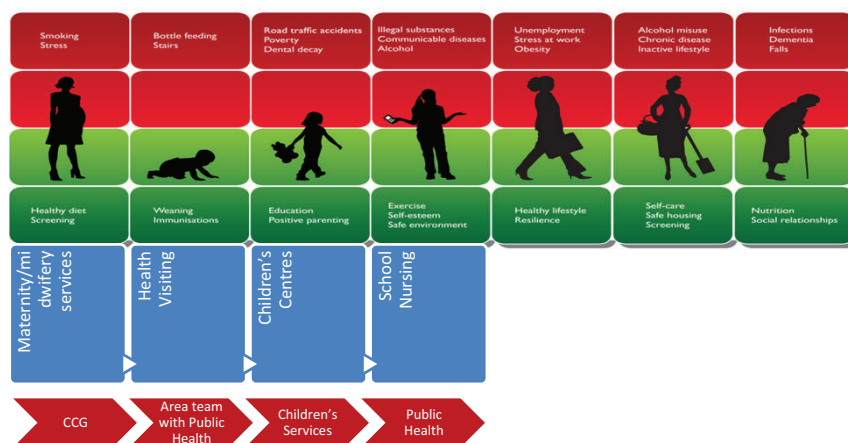 Smoking
Stress
Bottle feeding
Stairs
Road traffic accidents
Poverty
Dental decay
Illegal substances
Communicable diseases
Alcohol
Unemployment
Stress at work
Obesity
Alcohol misuse
Chronic disease
Inactive lifestyle
Infections
Dementia
Falls
Healthy diet
Screening
Weaning
Immunisations
Education
Positive parenting
Exercise
Self-esteem
Safe environment
Healthy lifestyle
Resilience
Self-care
Safe housing
Screening
Nutrition
Social relationships
Maternity/mi
dwifery
services
Health
Visiting
Children's
Centres
School
Nursing
CCG
Area team
with Public
Health
Children's
Services
Public
Health